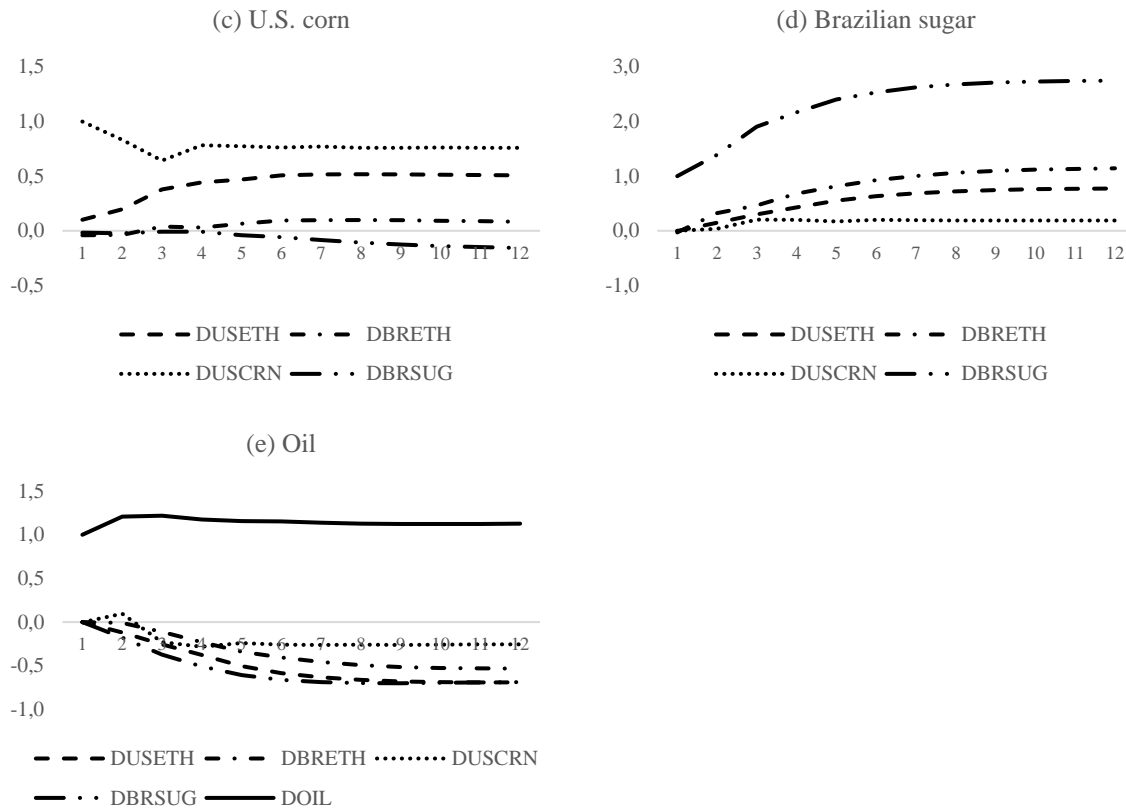 (c) U.S. corn
1,5
1,0
0,5
0,0
-0,5
1 2 3 4 5 6 7 8 9 10 11 12
DUSETH DBRETH
DUSCRN DBRSUG
(d) Brazilian sugar
3,0
2,0
1,0
0,0
-1,0
1 2 3 4 5 6 7 8 9 10 11 12
DUSETH DBRETH
DUSCRN DBRSUG
(e) Oil
1,5
1,0
0,5
0,0
-0,5
-1,0
1 2 3 4 5 6 7 8 9 10 11 12
DUSETH DBRETH DUSCRN
DBRSUG DOIL